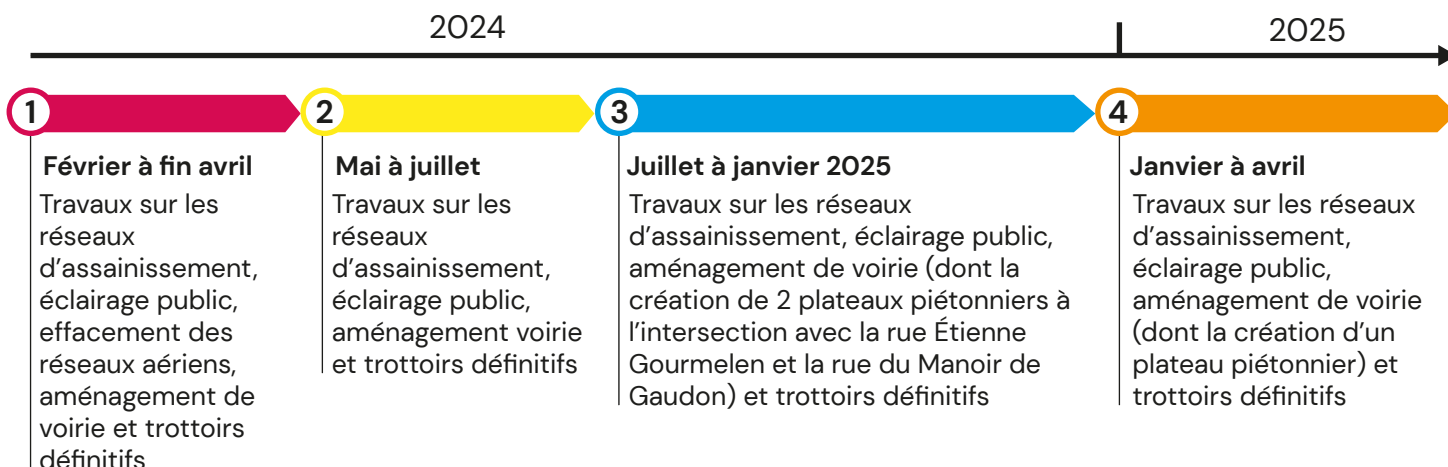 2024
2025
1
2
3
4
Février à fin avril
Travaux sur les
réseaux
d’assainissement,
éclairage public,
effacement des
réseaux aériens,
aménagement de
voirie et trottoirs
définitifs
Mai à juillet
Travaux sur les
réseaux
d’assainissement,
éclairage public,
aménagement voirie
et trottoirs définitifs
Juillet à janvier 2025
Travaux sur les réseaux
d’assainissement, éclairage public,
aménagement de voirie (dont la
création de 2 plateaux piétonniers à
l’intersection avec la rue Étienne
Gourmelen et la rue du Manoir de
Gaudon) et trottoirs définitifs
Janvier à avril
Travaux sur les réseaux
d’assainissement,
éclairage public,
aménagement de voirie
(dont la création d’un
plateau piétonnier) et
trottoirs définitifs